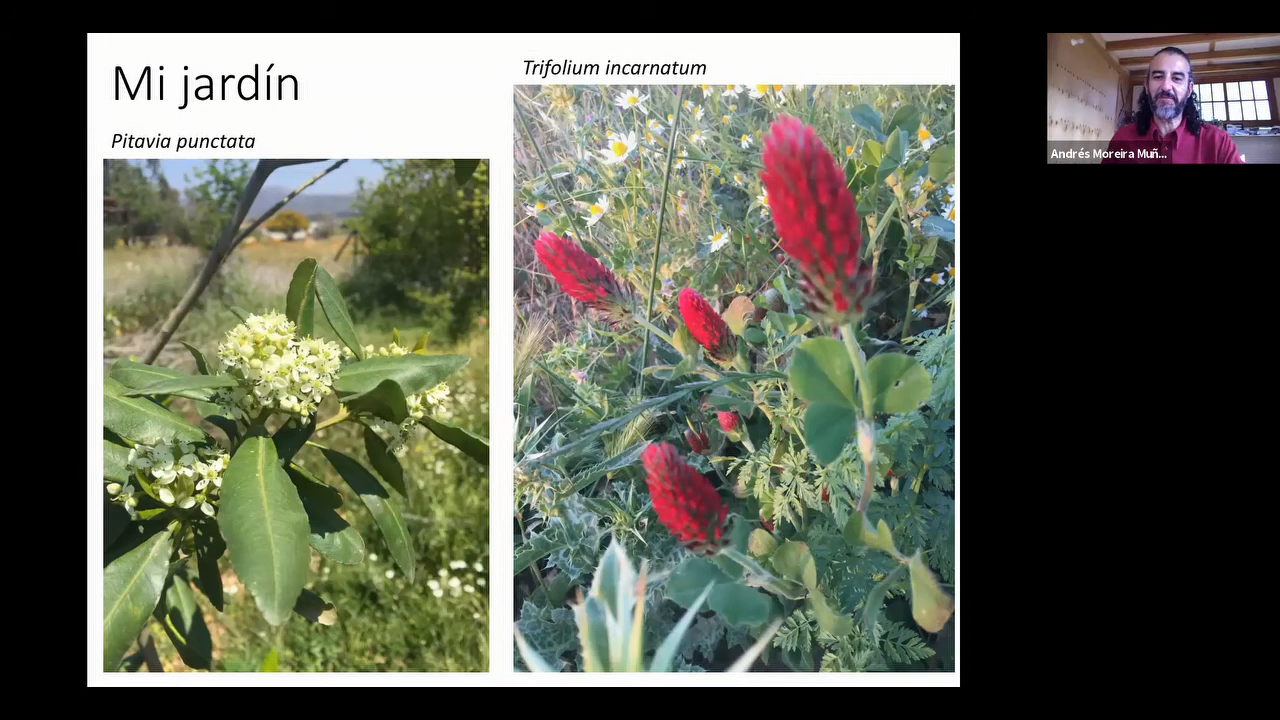 Mi jardín
Pitavia punctata
Trifolium incarnatum
Andrés Moreira Muñ...